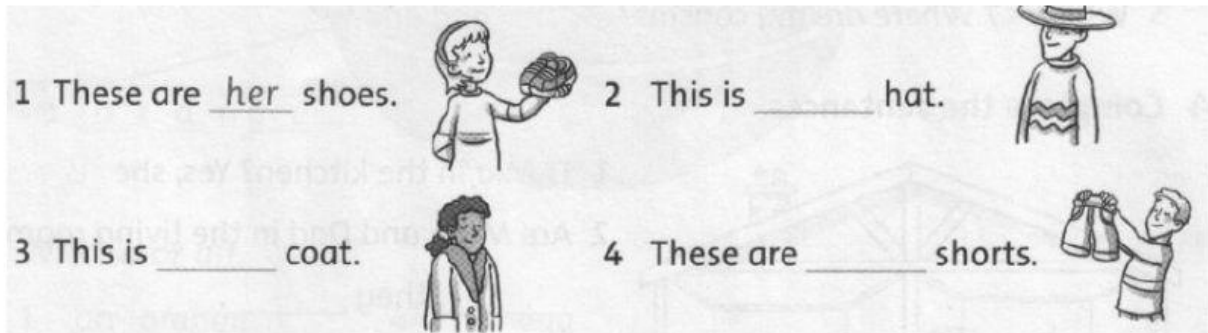 1 These are her shoes.
2 This is ______ hat.
3 This is ______ coat.
4 These are ______ shorts.